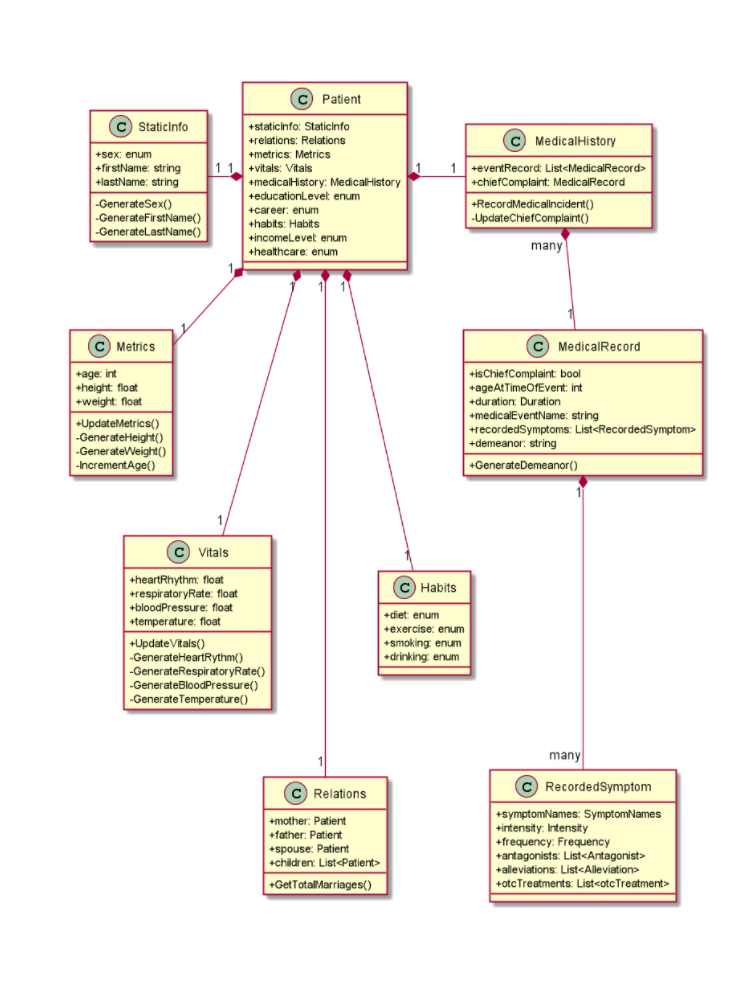 C Patient
+staticInfo: StaticInfo
+relations: Relations
+metrics: Metrics
+vitals: Vitals
+medicalHistory: MedicalHistory
+educationLevel: enum
+career: enum
+habits: Habits
+incomeLevel: enum
+healthcare: enum
C StaticInfo
+sex: enum
+firstName: string
+lastName: string
-GenerateSex()
-GenerateFirstName()
-GenerateLastName()
1 1
C MedicalHistory
+eventRecord: List<MedicalRecord>
+chiefComplaint: MedicalRecord
+RecordMedicalIncident()
-UpdateChiefComplaint()
1 1
many
1
1
1
1
1
1
C Metrics
+age: int
+height: float
+weight: float
+UpdateMetrics()
-GenerateHeight()
-GenerateWeight()
-IncrementAge()
C MedicalRecord
+isChiefComplaint: bool
+ageAtTimeOfEvent: int
+duration: Duration
+medicalEventName: string
+recordedSymptoms: List<RecordedSymptom>
+demeanor: string
+GenerateDemeanor()
1
1
C Vitals
+heartRhythm: float
+respiratoryRate: float
+bloodPressure: float
+temperature: float
+UpdateVitals()
-GenerateHeartRythm()
-GenerateRespiratoryRate()
-GenerateBloodPressure()
-GenerateTemperature()
1
C Habits
+diet: enum
+exercise: enum
+smoking: enum
+drinking: enum
1
C Relations
+mother: Patient
+father: Patient
+spouse: Patient
+children: List<Patient>
+GetTotalMarriages()
many
C RecordedSymptom
+symptomNames: SymptomNames
+intensity: Intensity
+frequency: Frequency
+antagonists: List<Antagonist>
+alleviations: List<Alleviation>
+otcTreatments: List<otcTreatment>